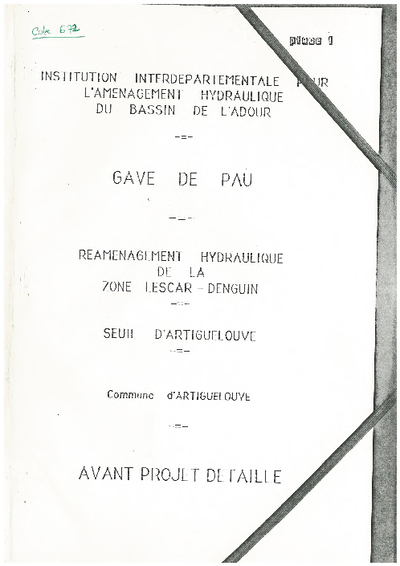 Cote 672
pièce 1
INSTITUTION INTERDEPARTEMENTALE POUR
L'AMENAGEMENT HYDRAULIQUE
DU BASSIN DE L'ADOUR
-=-
GAVE DE PAU
-=-
REAMENAGEMENT HYDRAULIQUE
DE LA
ZONE LESCAR - DENGUIN
-=-
SEUIL D'ARTIGUELOUVE
-=-
Commune d'ARTIGUELOUVE
-=-
AVANT PROJET DETAILLE